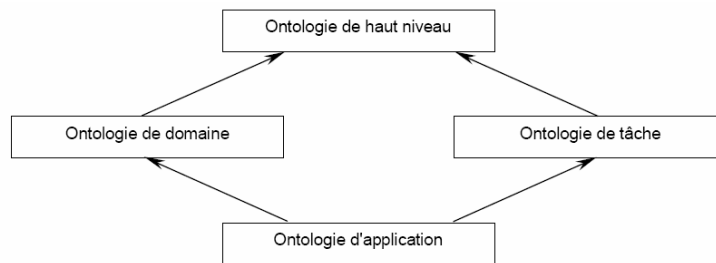 Ontologie de haut niveau
Ontologie de domaine
Ontologie de tâche
Ontologie d'application